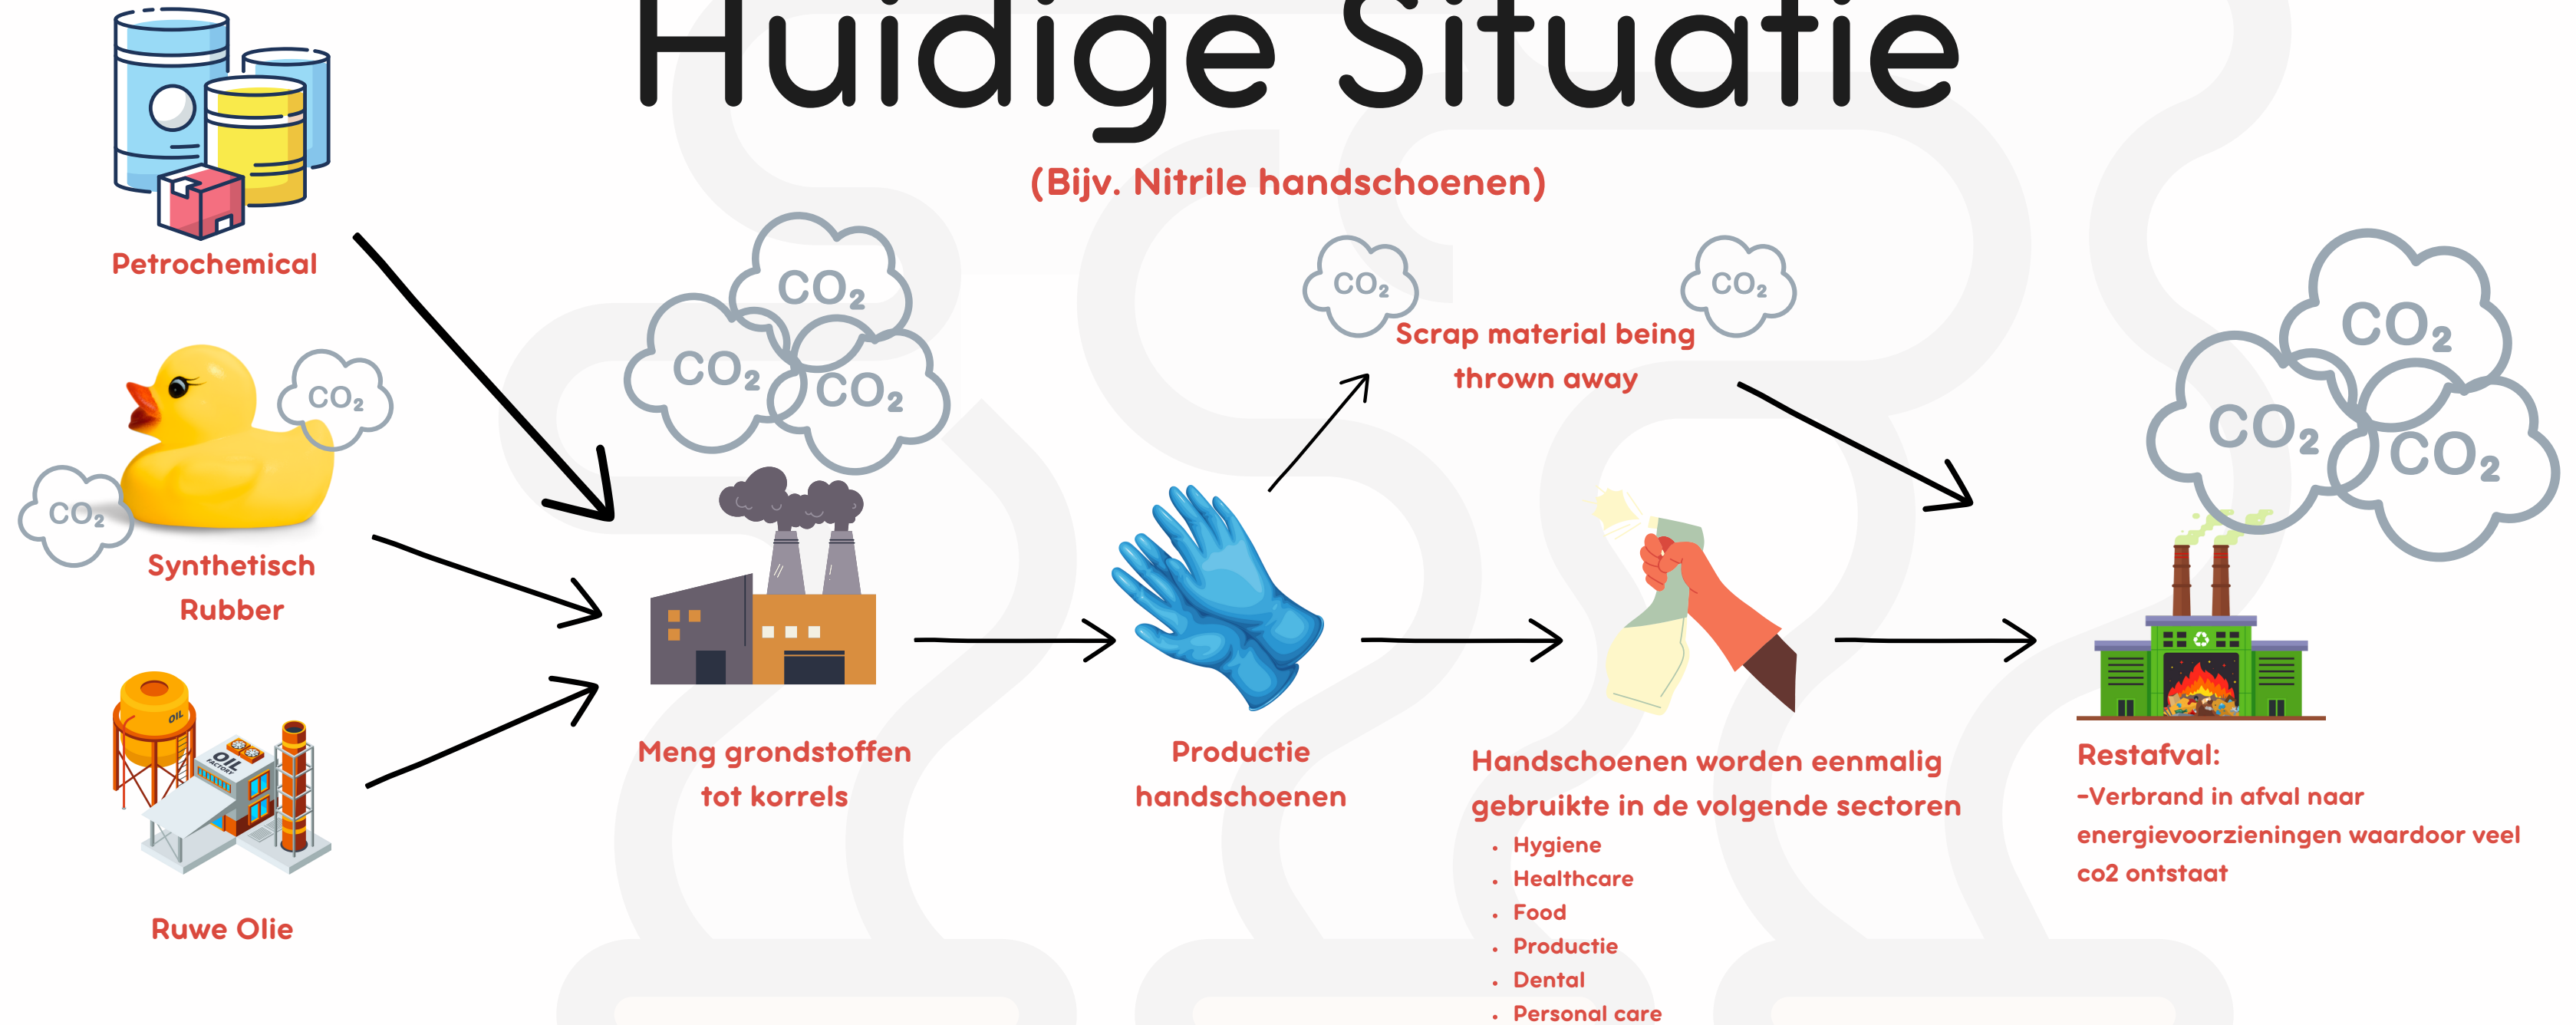 Huidige Situatie
(Bijv. Nitrile handschoenen)
Petrochemical
CO₂
CO₂
Synthetisch
Rubber
OIL
OIL
FACTORY
Ruwe Olie
CO₂
CO₂
CO₂
Meng grondstoffen
tot korrels
Productie
handschoenen
CO₂
CO₂
Scrap material being
thrown away
Handschoenen worden eenmalig
gebruikte in de volgende sectoren
• Hygiene
• Healthcare
• Food
• Productie
• Dental
• Personal care
CO₂
CO₂
CO₂
Restafval:
-Verbrand in afval naar
energievoorzieningen waardoor veel
co2 ontstaat